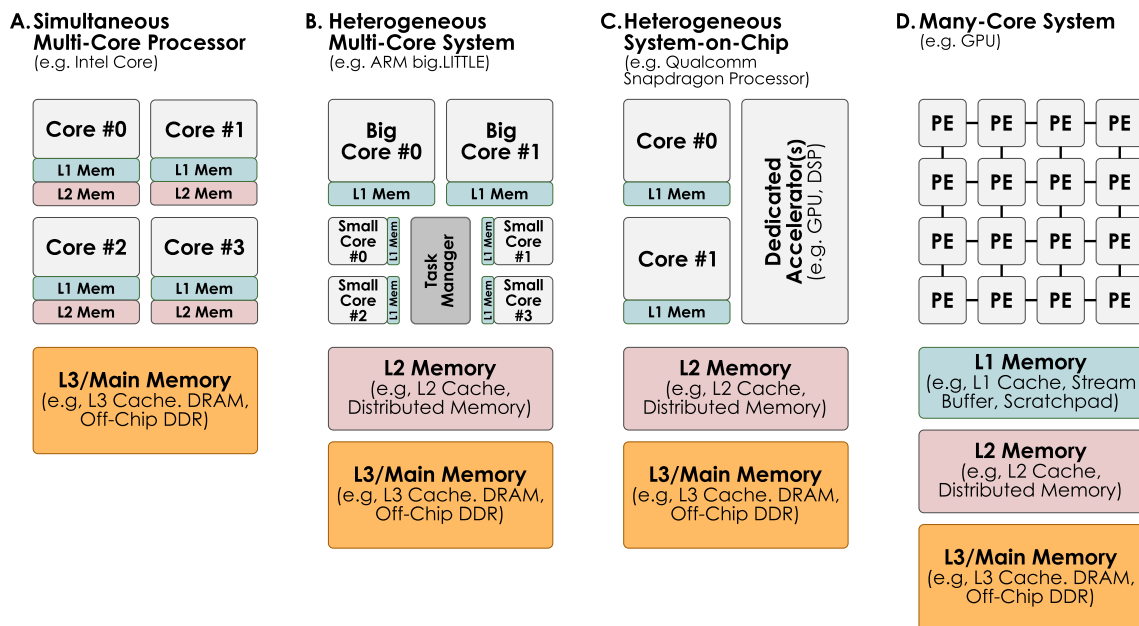 A. Simultaneous
Multi-Core Processor
(e.g. Intel Core)
Core #0
L1 Mem
L2 Mem
Core #1
L1 Mem
L2 Mem
Core #2
L1 Mem
L2 Mem
Core #3
L1 Mem
L2 Mem
L3/Main Memory
(e.g, L3 Cache. DRAM,
Off-Chip DDR)
B. Heterogeneous
Multi-Core System
(e.g. ARM big.LITTLE)
Big
Core #0
L1 Mem
Big
Core #1
L1 Mem
Small
Core
#0
L1 Mem
Small
Core
#2
L1 Mem
Task
Manager
L1 Mem
Small
Core
#1
L1 Mem
Small
Core
#3
L2 Memory
(e.g, L2 Cache,
Distributed Memory)
L3/Main Memory
(e.g, L3 Cache. DRAM,
Off-Chip DDR)
C. Heterogeneous
System-on-Chip
(e.g. Qualcomm
Snapdragon Processor)
Core #0
L1 Mem
Core #1
L1 Mem
Dedicated
Accelerator(s)
(e.g. GPU, DSP)
L2 Memory
(e.g, L2 Cache,
Distributed Memory)
L3/Main Memory
(e.g, L3 Cache. DRAM,
Off-Chip DDR)
D. Many-Core System
(e.g. GPU)
PE PE PE PE
PE PE PE PE
PE PE PE PE
PE PE PE PE
L1 Memory
(e.g, L1 Cache, Stream
Buffer, Scratchpad)
L2 Memory
(e.g, L2 Cache,
Distributed Memory)
L3/Main Memory
(e.g, L3 Cache. DRAM,
Off-Chip DDR)